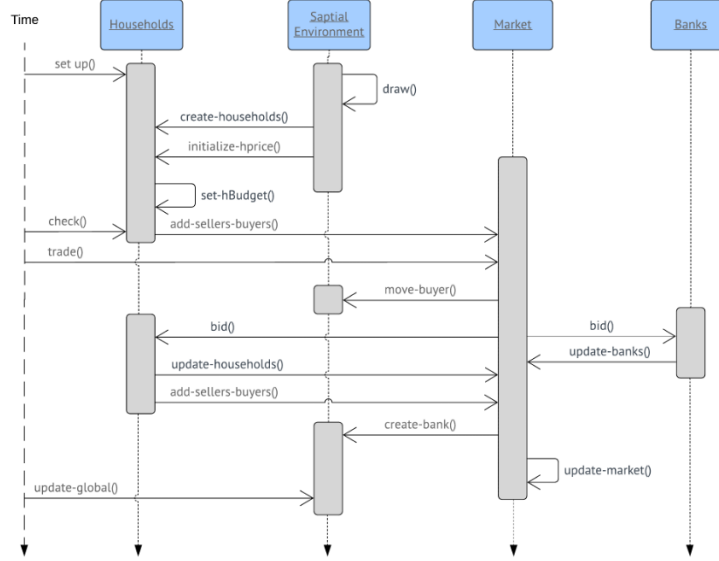 Time
Households
Saptial
Environment
Market
Banks
set up()
draw()
create-households()
initialize-hprice()
set-hBudget()
check()
add-sellers-buyers()
trade()
move-buyer()
bid()
bid()
update-banks()
update-households()
add-sellers-buyers()
create-bank()
update-market()
update-global()